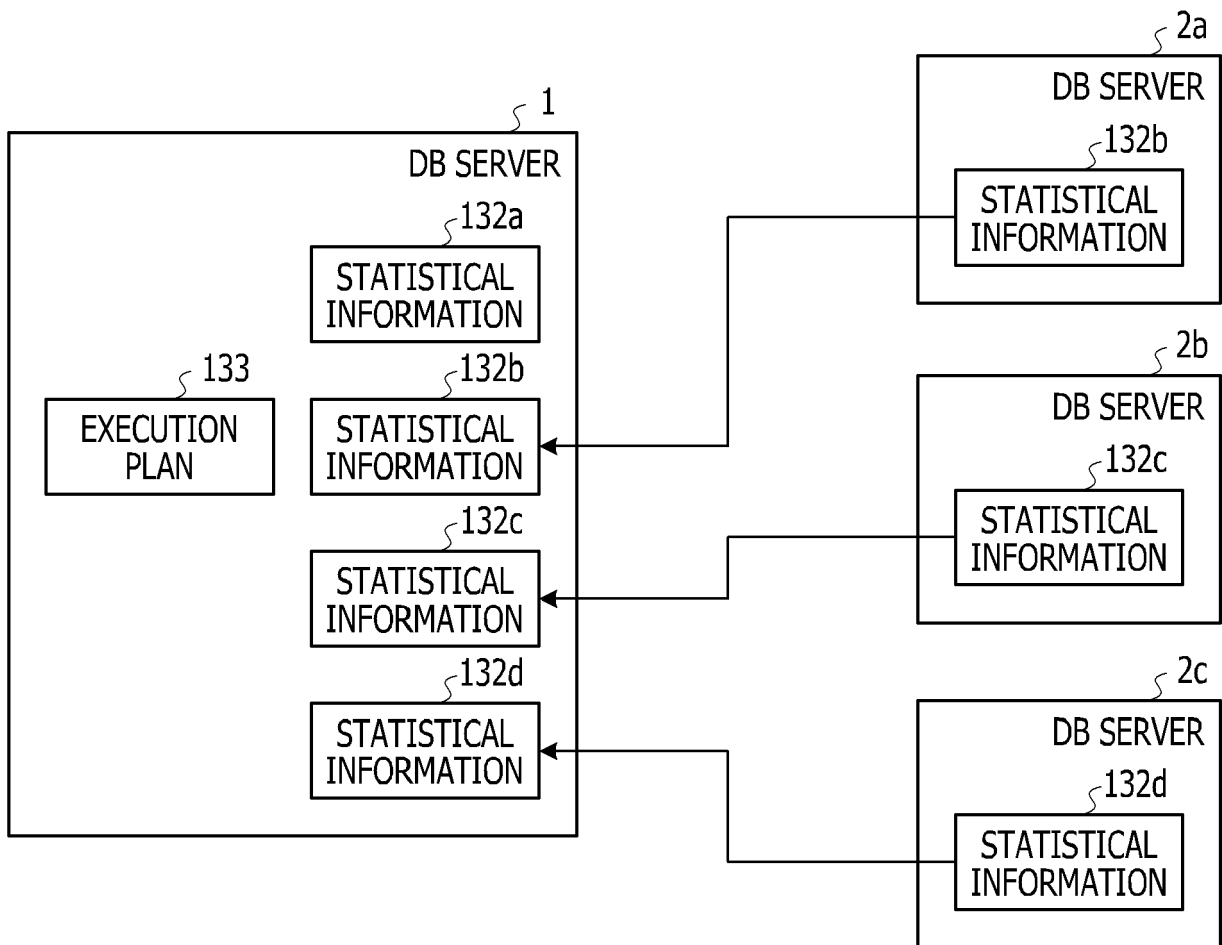 1
DB SERVER
132a
STATISTICAL
INFORMATION
133
EXECUTION
PLAN
132b
STATISTICAL
INFORMATION
132c
STATISTICAL
INFORMATION
132d
STATISTICAL
INFORMATION
2a
DB SERVER
132b
STATISTICAL
INFORMATION
2b
DB SERVER
132c
STATISTICAL
INFORMATION
2c
DB SERVER
132d
STATISTICAL
INFORMATION